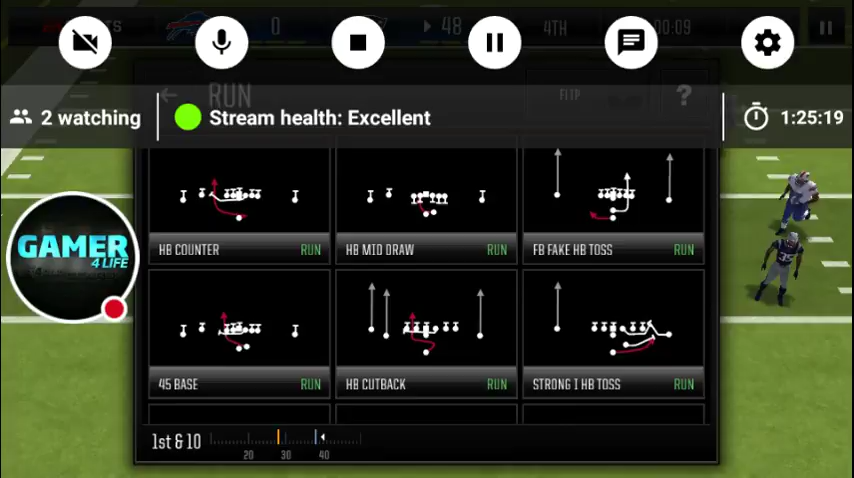 0
48
4TH
:09
RUN
FLIP
?
2 watching
Stream health: Excellent
1:25:19
GAMER
4 LIFE
HB COUNTER RUN
HB MID DRAW RUN
FB FAKE HB TOSS RUN
45 BASE RUN
HB CUTBACK RUN
STRONG I HB TOSS RUN
1st & 10
20 30 40
35